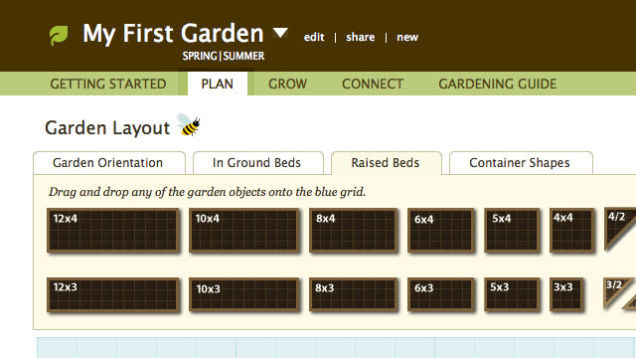 My First Garden edit | share | new
SPRING|SUMMER
GETTING STARTED PLAN GROW CONNECT GARDENING GUIDE
Garden Layout
Garden Orientation In Ground Beds Raised Beds Container Shapes
Drag and drop any of the garden objects onto the blue grid.
12x4 10x4 8x4 6x4 5x4 4x4 4/2
12x3 10x3 8x3 6x3 5x3 3x3 3/2